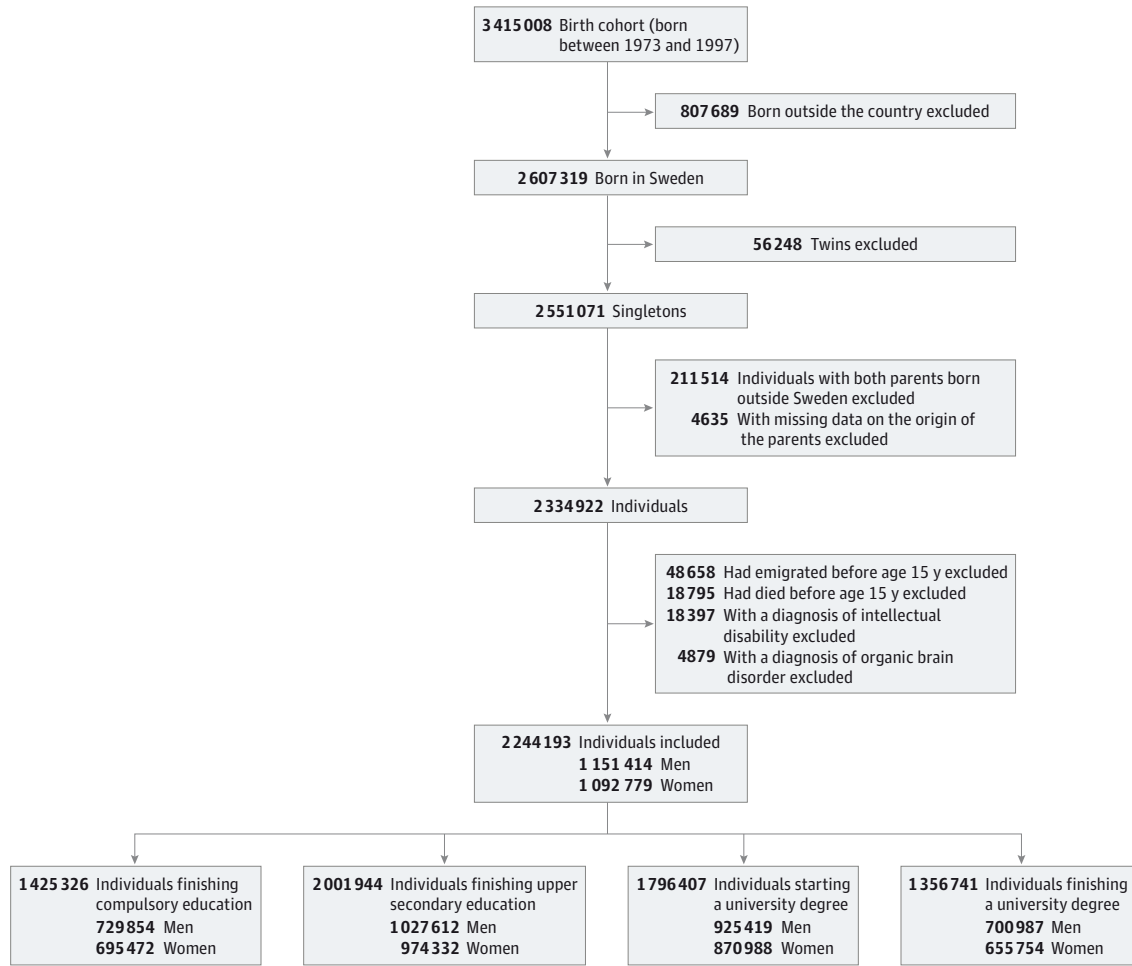 3 415 008 Birth cohort (born
between 1973 and 1997)
807 689 Born outside the country excluded
2 607 319 Born in Sweden
56 248 Twins excluded
2 551 071 Singletons
211 514 Individuals with both parents born
outside Sweden excluded
4635 With missing data on the origin of
the parents excluded
2 334 922 Individuals
48 658 Had emigrated before age 15 y excluded
18 795 Had died before age 15 y excluded
18 397 With a diagnosis of intellectual
disability excluded
4879 With a diagnosis of organic brain
disorder excluded
2 244 193 Individuals included
1 151 414 Men
1 092 779 Women
1 425 326 Individuals finishing
compulsory education
729 854 Men
695 472 Women
2 001 944 Individuals finishing upper
secondary education
1 027 612 Men
974 332 Women
1 796 407 Individuals starting
a university degree
925 419 Men
870 988 Women
1 356 741 Individuals finishing
a university degree
700 987 Men
655 754 Women